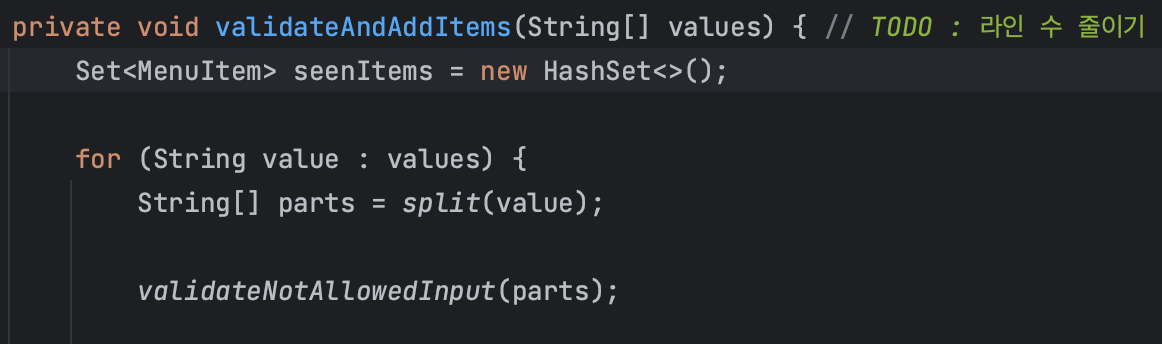 private void validateAndAddItems(String[] values) { // TODO : 라인 수 줄이기
Set<MenuItem> seenItems = new HashSet<>();
for (String value : values) {
String[] parts = split(value);
validateNotAllowedInput(parts);